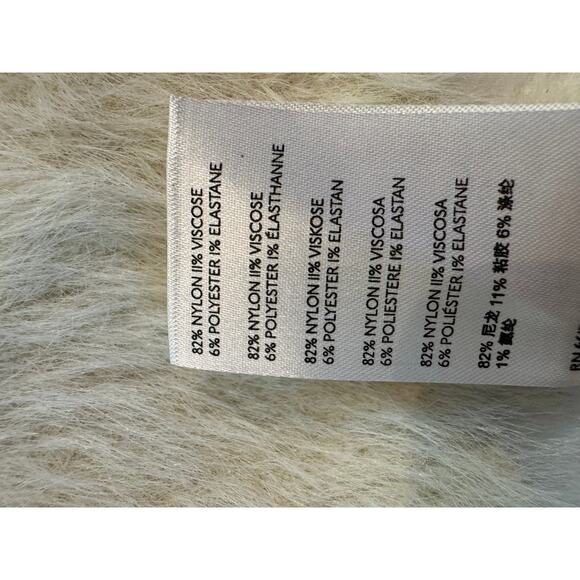 82% NYLON 11% VISCOSE
6% POLYESTER 1% ELASTANE
82% NYLON 11% VISCOSE
6% POLYESTER 1% ÉLASTHANNE
82% NYLON 11% VISKOSE
6% POLYESTER 1% ELASTAN
82% NYLON 11% VISCOSA
6% POLIESTERE 1% ELASTAN
82% NYLON 11% VISCOSA
6% POLIÉSTER 1% ELASTANE
82% 尼龙 11% 粘胶 6% 涤纶
1% 氨纶
RN